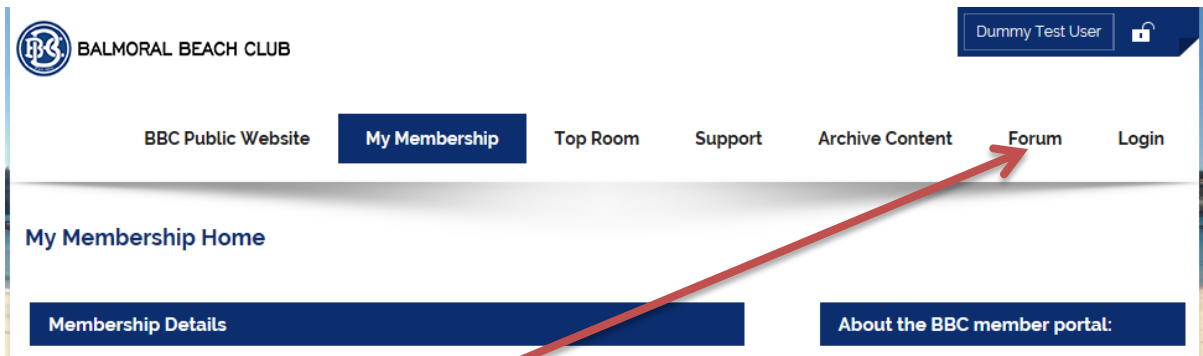 BBC
BALMORAL BEACH CLUB
Dummy Test User
BBC Public Website My Membership Top Room Support Archive Content Forum Login
My Membership Home
Membership Details
About the BBC member portal: